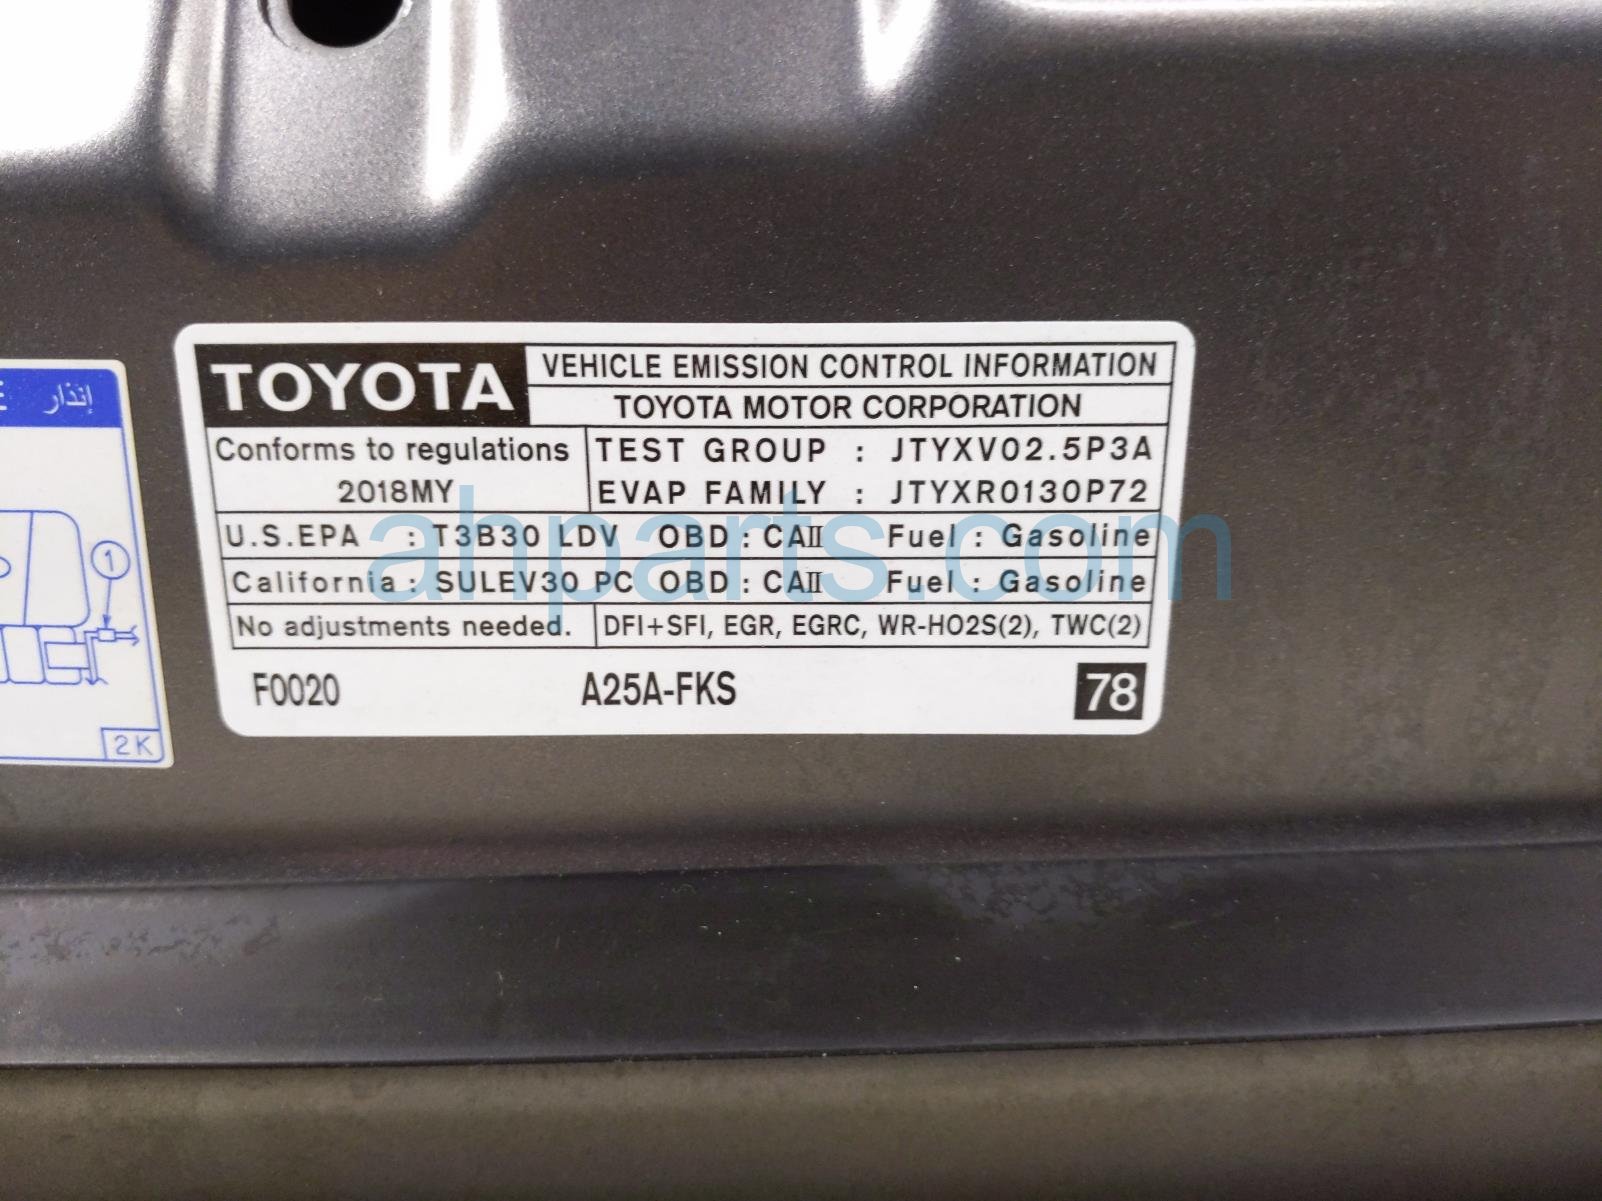 TOYOTA
VEHICLE EMISSION CONTROL INFORMATION
TOYOTA MOTOR CORPORATION
Conforms to regulations
2018MY
TEST GROUP : JTYXV02.5P3A
EVAP FAMILY : JTYXR0130P72
U.S.EPA : T3B30 LDV OBD : CAII Fuel : Gasoline
California : SULEV30 PC OBD : CAII Fuel : Gasoline
No adjustments needed.
DFI+SFI, EGR, EGRC, WR-HO2S(2), TWC(2)
F0020
A25A-FKS
78
إنذار
1
2K
ahparts.com